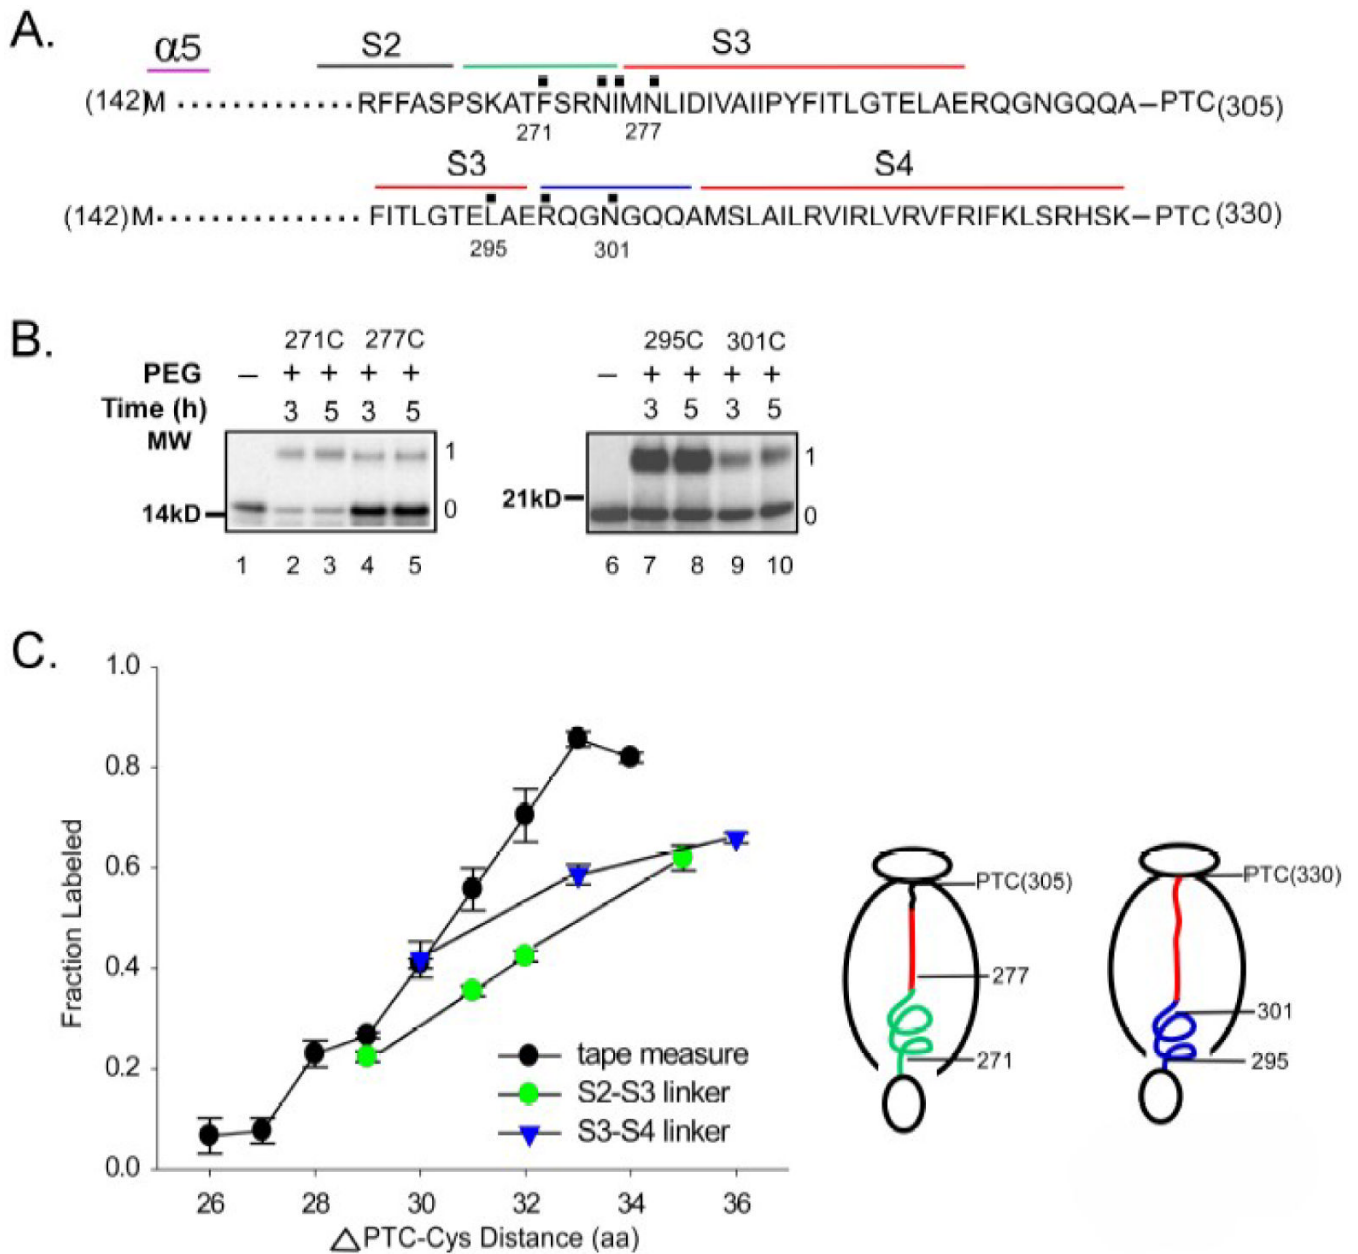 A.
α5 S2 S3
(142)M ...........RFFASPSKATFSRNIMNLIDIVAIIPYFITLGTELAERQGNGQQA–PTC(305)
271 277
S3 S4
(142)M..............FITLGTELAERQGNGQQAMSLAILRVIRLVRVFRIFKLSRHSK–PTC(330)
295 301
B.
271C 277C 295C 301C
PEG – + + + + – + + + +
Time (h) 3 5 3 5 3 5 3 5
MW 1 1
14kD 0 21kD 0
1 2 3 4 5 6 7 8 9 10
C.
1.0
0.8
0.6
0.4
0.2
0.0
Fraction Labeled
26 28 30 32 34 36
△PTC-Cys Distance (aa)
tape measure
S2-S3 linker
S3-S4 linker
PTC(305)
277
271
PTC(330)
301
295